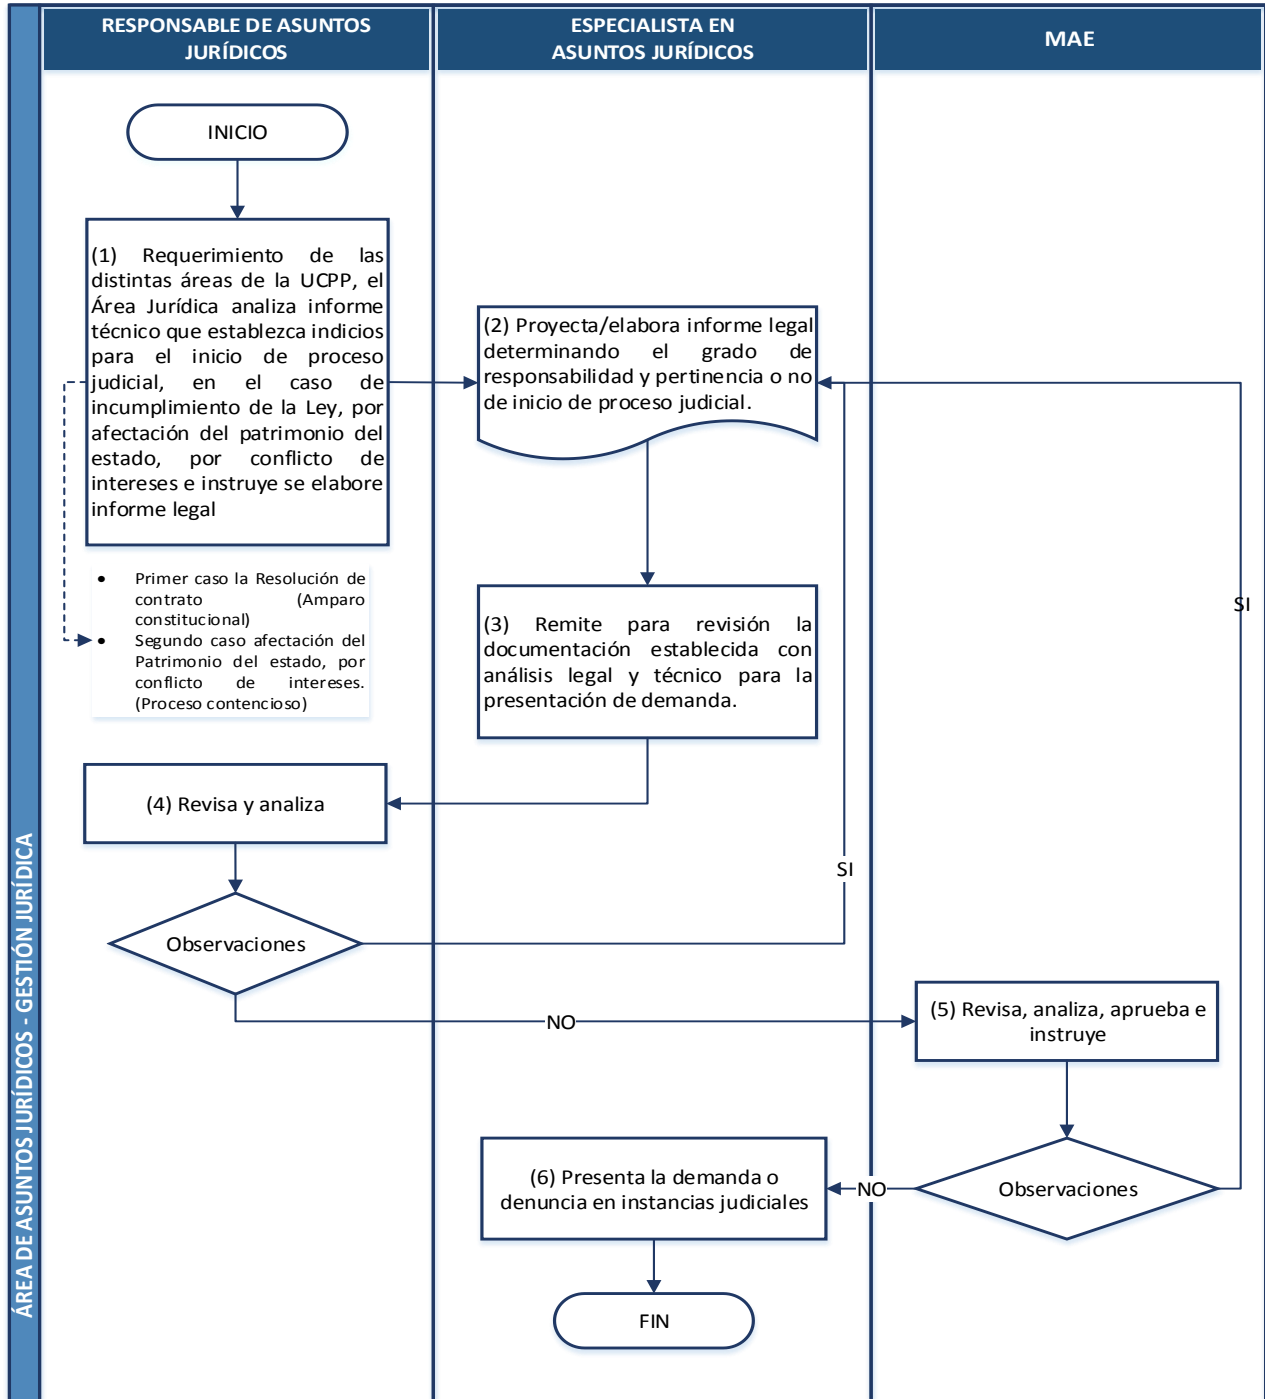 RESPONSABLE DE ASUNTOS
JURÍDICOS
ESPECIALISTA EN
ASUNTOS JURÍDICOS
MAE
ÁREA DE ASUNTOS JURÍDICOS - GESTIÓN JURÍDICA
INICIO
(1) Requerimiento de las
distintas áreas de la UCPP, el
Área Jurídica analiza informe
técnico que establezca indicios
para el inicio de proceso
judicial, en el caso de
incumplimiento de la Ley, por
afectación del patrimonio del
estado, por conflicto de
intereses e instruye se elabore
informe legal
• Primer caso la Resolución de
contrato (Amparo
constitucional)
• Segundo caso afectación del
Patrimonio del estado, por
conflicto de intereses.
(Proceso contencioso)
(2) Proyecta/elabora informe legal
determinando el grado de
responsabilidad y pertinencia o no
de inicio de proceso judicial.
(3) Remite para revisión la
documentación establecida con
análisis legal y técnico para la
presentación de demanda.
(4) Revisa y analiza
Observaciones
SI
NO
(5) Revisa, analiza, aprueba e
instruye
Observaciones
SI
NO
(6) Presenta la demanda o
denuncia en instancias judiciales
FIN